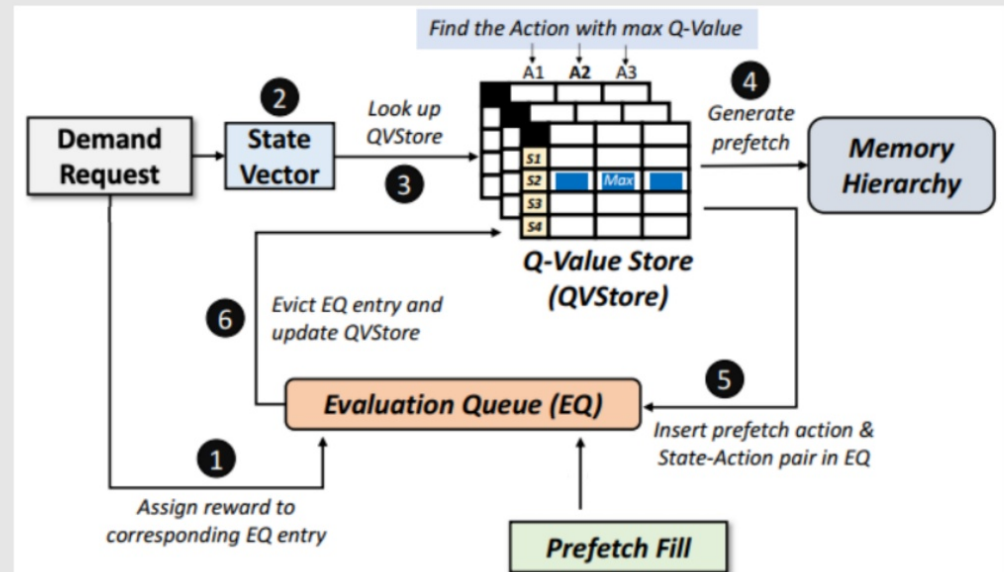 Find the Action with max Q-Value
A1 A2 A3
2
4
Look up
QVStore
Generate
prefetch
Demand
Request
State
Vector
Memory
Hierarchy
3
S1
S2
Max
S3
S4
Q-Value Store
(QVStore)
6
Evict EQ entry and
update QVStore
5
Evaluation Queue (EQ)
Insert prefetch action &
State-Action pair in EQ
1
Assign reward to
corresponding EQ entry
Prefetch Fill